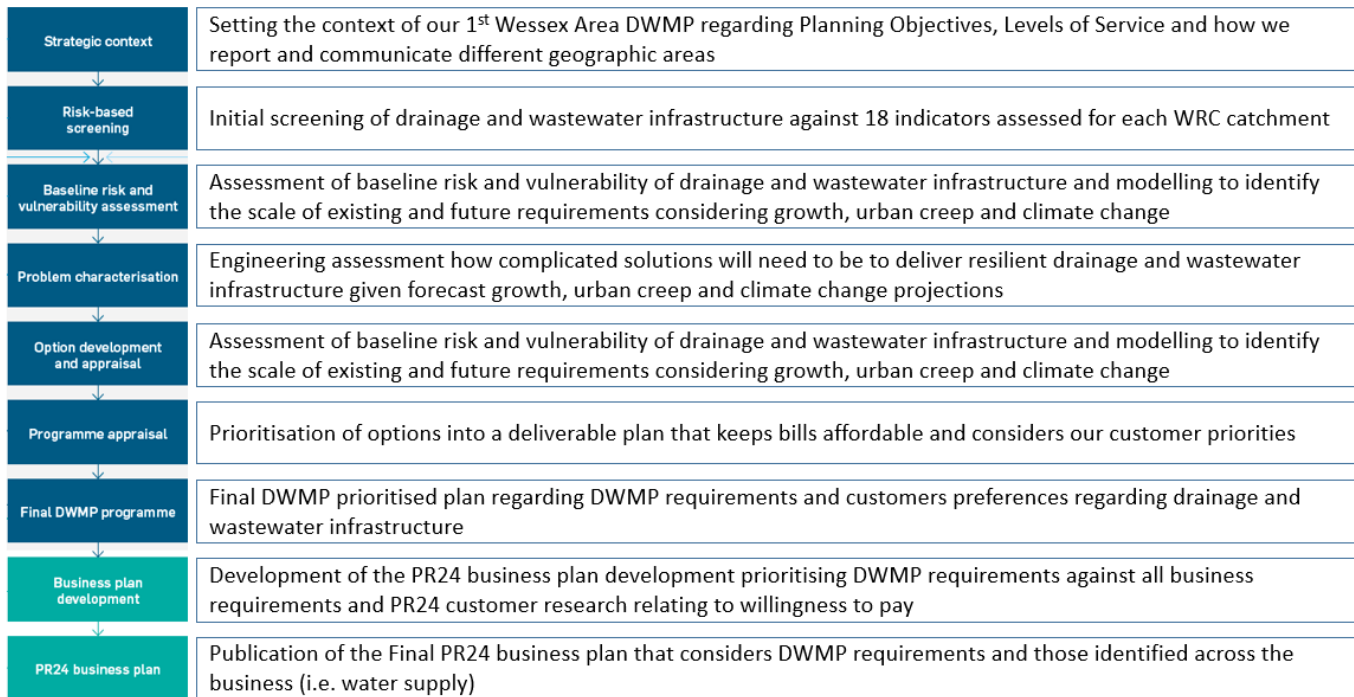 Strategic context
Setting the context of our 1st Wessex Area DWMP regarding Planning Objectives, Levels of Service and how we
report and communicate different geographic areas
Risk-based
screening
Initial screening of drainage and wastewater infrastructure against 18 indicators assessed for each WRC catchment
Baseline risk and
vulnerability assessment
Assessment of baseline risk and vulnerability of drainage and wastewater infrastructure and modelling to identify
the scale of existing and future requirements considering growth, urban creep and climate change
Problem characterisation
Engineering assessment how complicated solutions will need to be to deliver resilient drainage and wastewater
infrastructure given forecast growth, urban creep and climate change projections
Option development
and appraisal
Assessment of baseline risk and vulnerability of drainage and wastewater infrastructure and modelling to identify
the scale of existing and future requirements considering growth, urban creep and climate change
Programme appraisal
Prioritisation of options into a deliverable plan that keeps bills affordable and considers our customer priorities
Final DWMP programme
Final DWMP prioritised plan regarding DWMP requirements and customers preferences regarding drainage and
wastewater infrastructure
Business plan
development
Development of the PR24 business plan development prioritising DWMP requirements against all business
requirements and PR24 customer research relating to willingness to pay
PR24 business plan
Publication of the Final PR24 business plan that considers DWMP requirements and those identified across the
business (i.e. water supply)